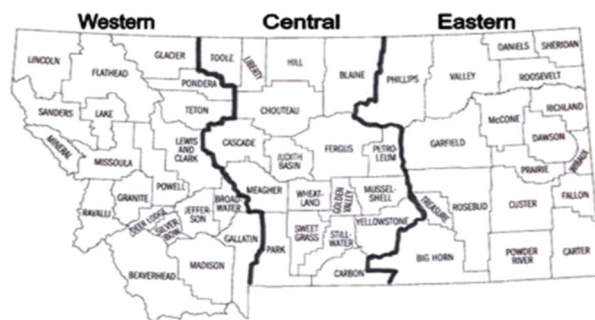 Western Central Eastern
LINCOLN
FLATHEAD
GLACIER
TOOLE
LIBERTY
HILL
BLAINE
PHILLIPS
VALLEY
DANIELS
SHERIDAN
ROOSEVELT
PONDERA
SANDERS
LAKE
TETON
CHOUTEAU
RICHLAND
McCONE
MINERAL
MISSOULA
LEWIS
AND
CLARK
CASCADE
JUDITH
BASIN
FERGUS
PETRO-
LEUM
GARFIELD
DAWSON
WIBAUX
PRAIRIE
POWELL
GRANITE
RAVALLI
DEER LODGE
SILVER
BOW
JEFFER-
SON
BROAD
WATER
MEAGHER
WHEAT-
LAND
GOLDEN
VALLEY
MUSSEL-
SHELL
TREASURE
ROSEBUD
CUSTER
FALLON
GALLATIN
PARK
SWEET
GRASS
STILL-
WATER
YELLOWSTONE
BEAVERHEAD
MADISON
CARBON
BIG HORN
POWDER
RIVER
CARTER